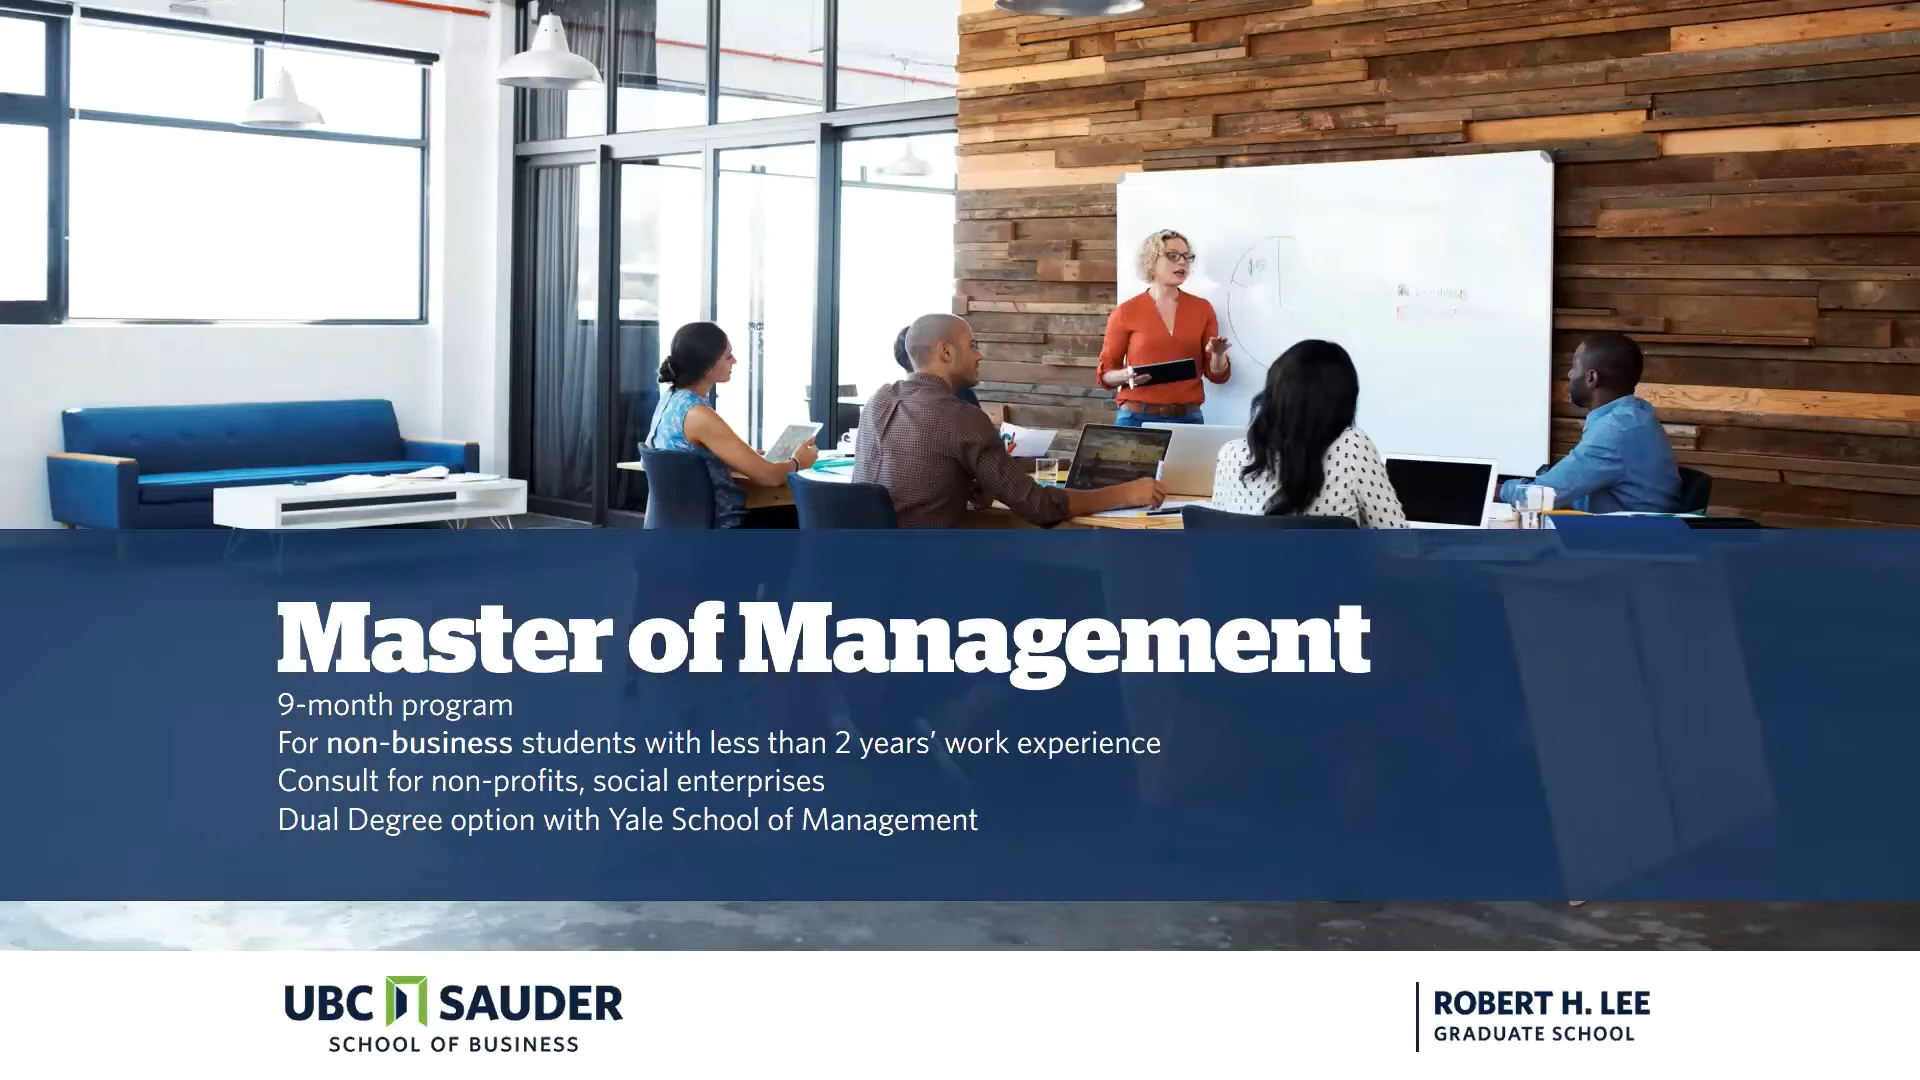 Master of Management
9-month program
For non-business students with less than 2 years’ work experience
Consult for non-profits, social enterprises
Dual Degree option with Yale School of Management
UBC SAUDER
SCHOOL OF BUSINESS
ROBERT H. LEE
GRADUATE SCHOOL